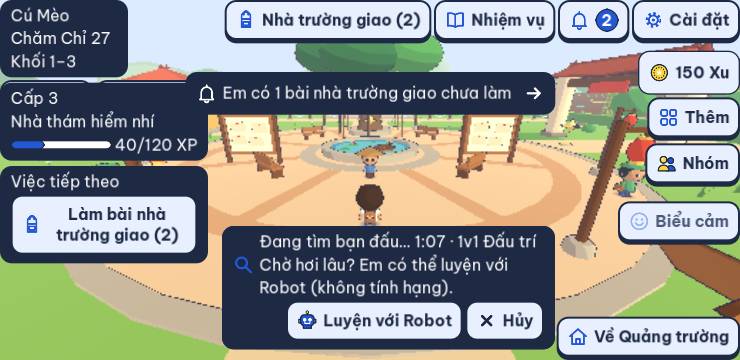 Cú Mèo
Chăm Chỉ 27
Khối 1–3
Nhà trường giao (2)
Nhiệm vụ
2
Cài đặt
150 Xu
Em có 1 bài nhà trường giao chưa làm
Cấp 3
Nhà thám hiểm nhí
40/120 XP
Thêm
Nhóm
Việc tiếp theo
Làm bài nhà
trường giao (2)
Biểu cảm
Đang tìm bạn đấu... 1:07 · 1v1 Đấu trí
Chờ hơi lâu? Em có thể luyện với
Robot (không tính hạng).
Luyện với Robot
Hủy
Về Quảng trường